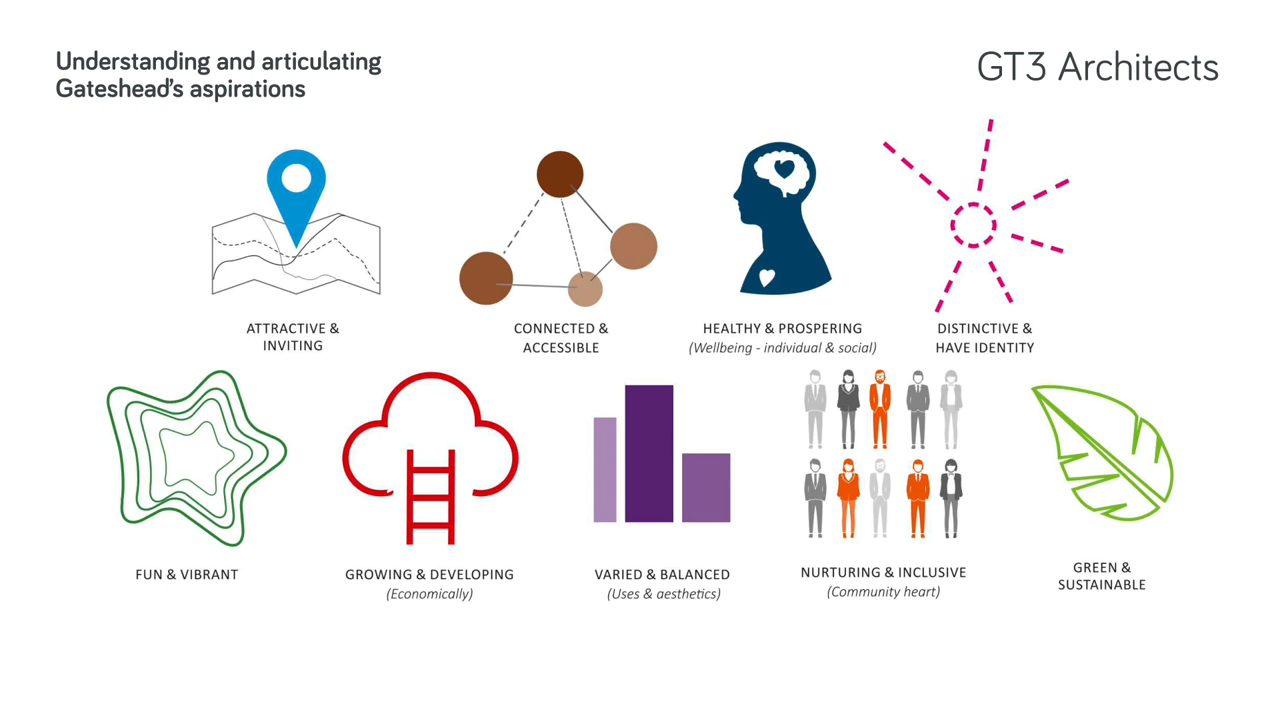 Understanding and articulating
Gateshead's aspirations
GT3 Architects
ATTRACTIVE &
INVITING
CONNECTED &
ACCESSIBLE
HEALTHY & PROSPERING
(Wellbeing - individual & social)
DISTINCTIVE &
HAVE IDENTITY
FUN & VIBRANT
GROWING & DEVELOPING
(Economically)
VARIED & BALANCED
(Uses & aesthetics)
NURTURING & INCLUSIVE
(Community heart)
GREEN &
SUSTAINABLE